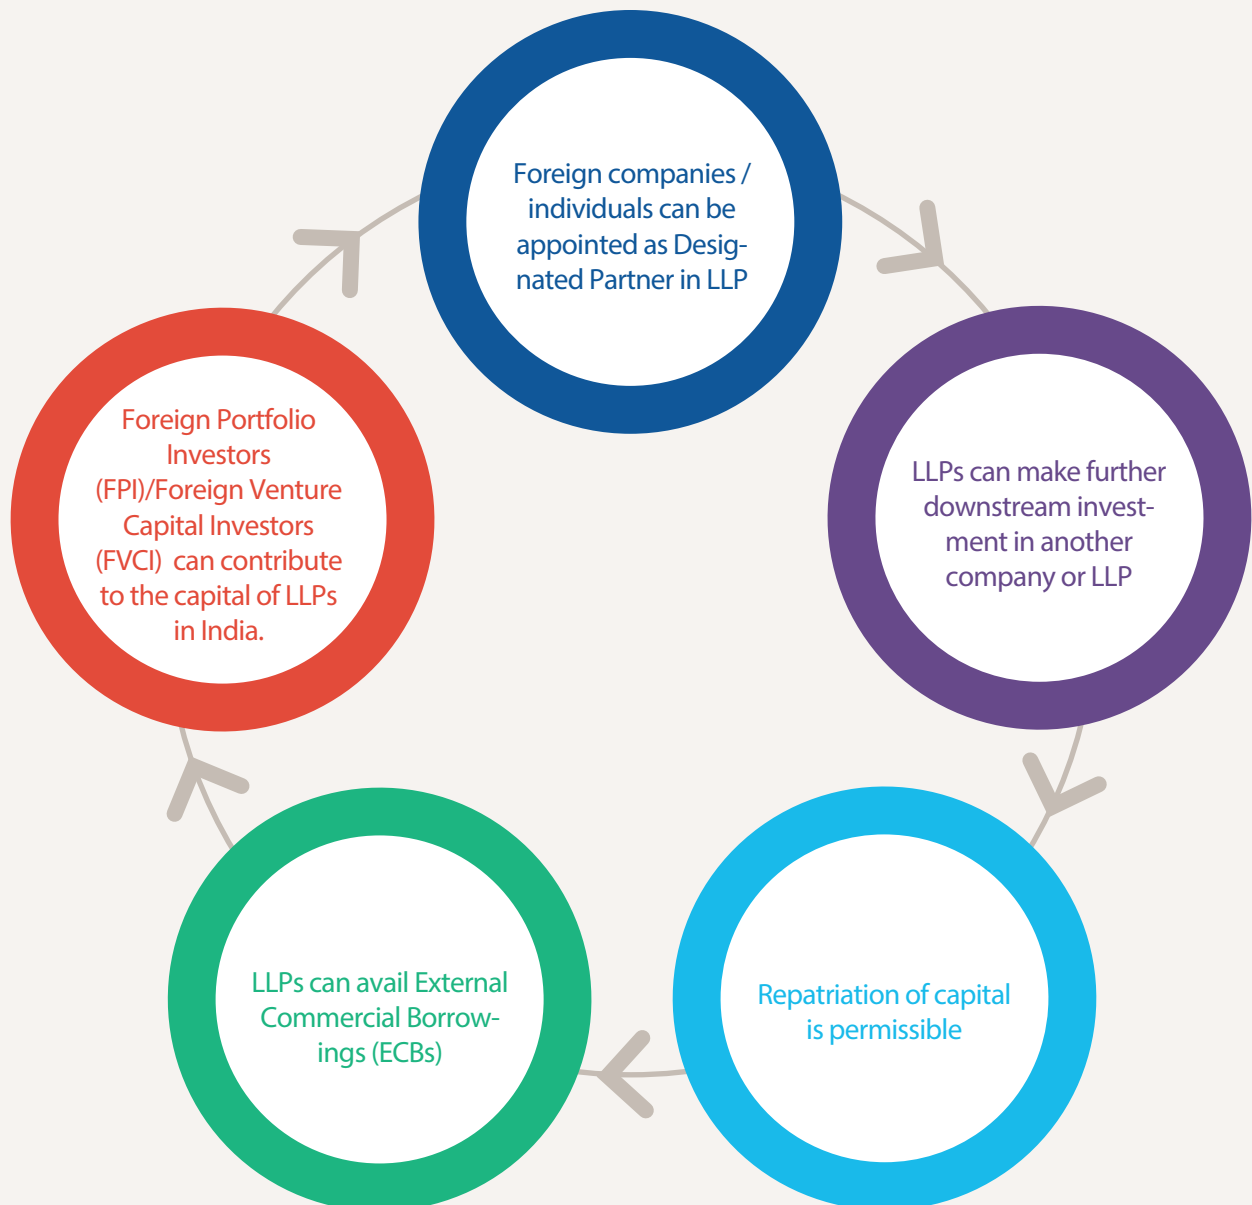 Foreign companies /
individuals can be
appointed as Desig-
nated Partner in LLP
LLPs can make further
downstream invest-
ment in another
company or LLP
Repatriation of capital
is permissible
LLPs can avail External
Commercial Borrow-
ings (ECBs)
Foreign Portfolio
Investors
(FPI)/Foreign Venture
Capital Investors
(FVCI)  can contribute
to the capital of LLPs
in India.